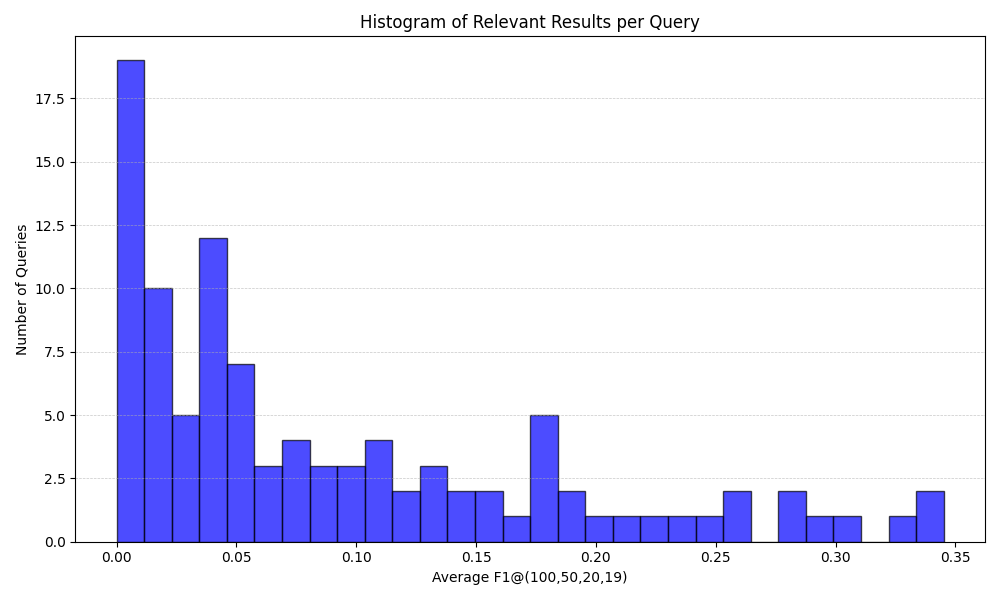 Histogram of Relevant Results per Query
Number of Queries
17.5
15.0
12.5
10.0
7.5
5.0
2.5
0.0
0.00 0.05 0.10 0.15 0.20 0.25 0.30 0.35
Average F1@(100,50,20,19)